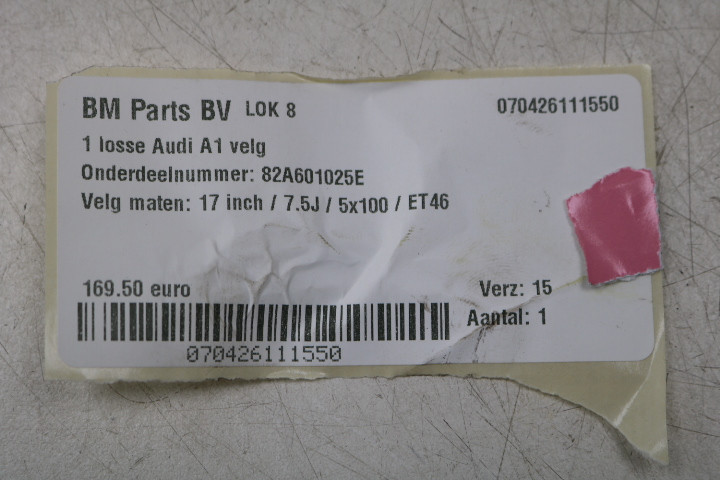 BM Parts BV LOK 8 070426111550
1 losse Audi A1 velg
Onderdeelnummer: 82A601025E
Velg maten: 17 inch / 7.5J / 5x100 / ET46
169.50 euro Verz: 15
Aantal: 1
070426111550